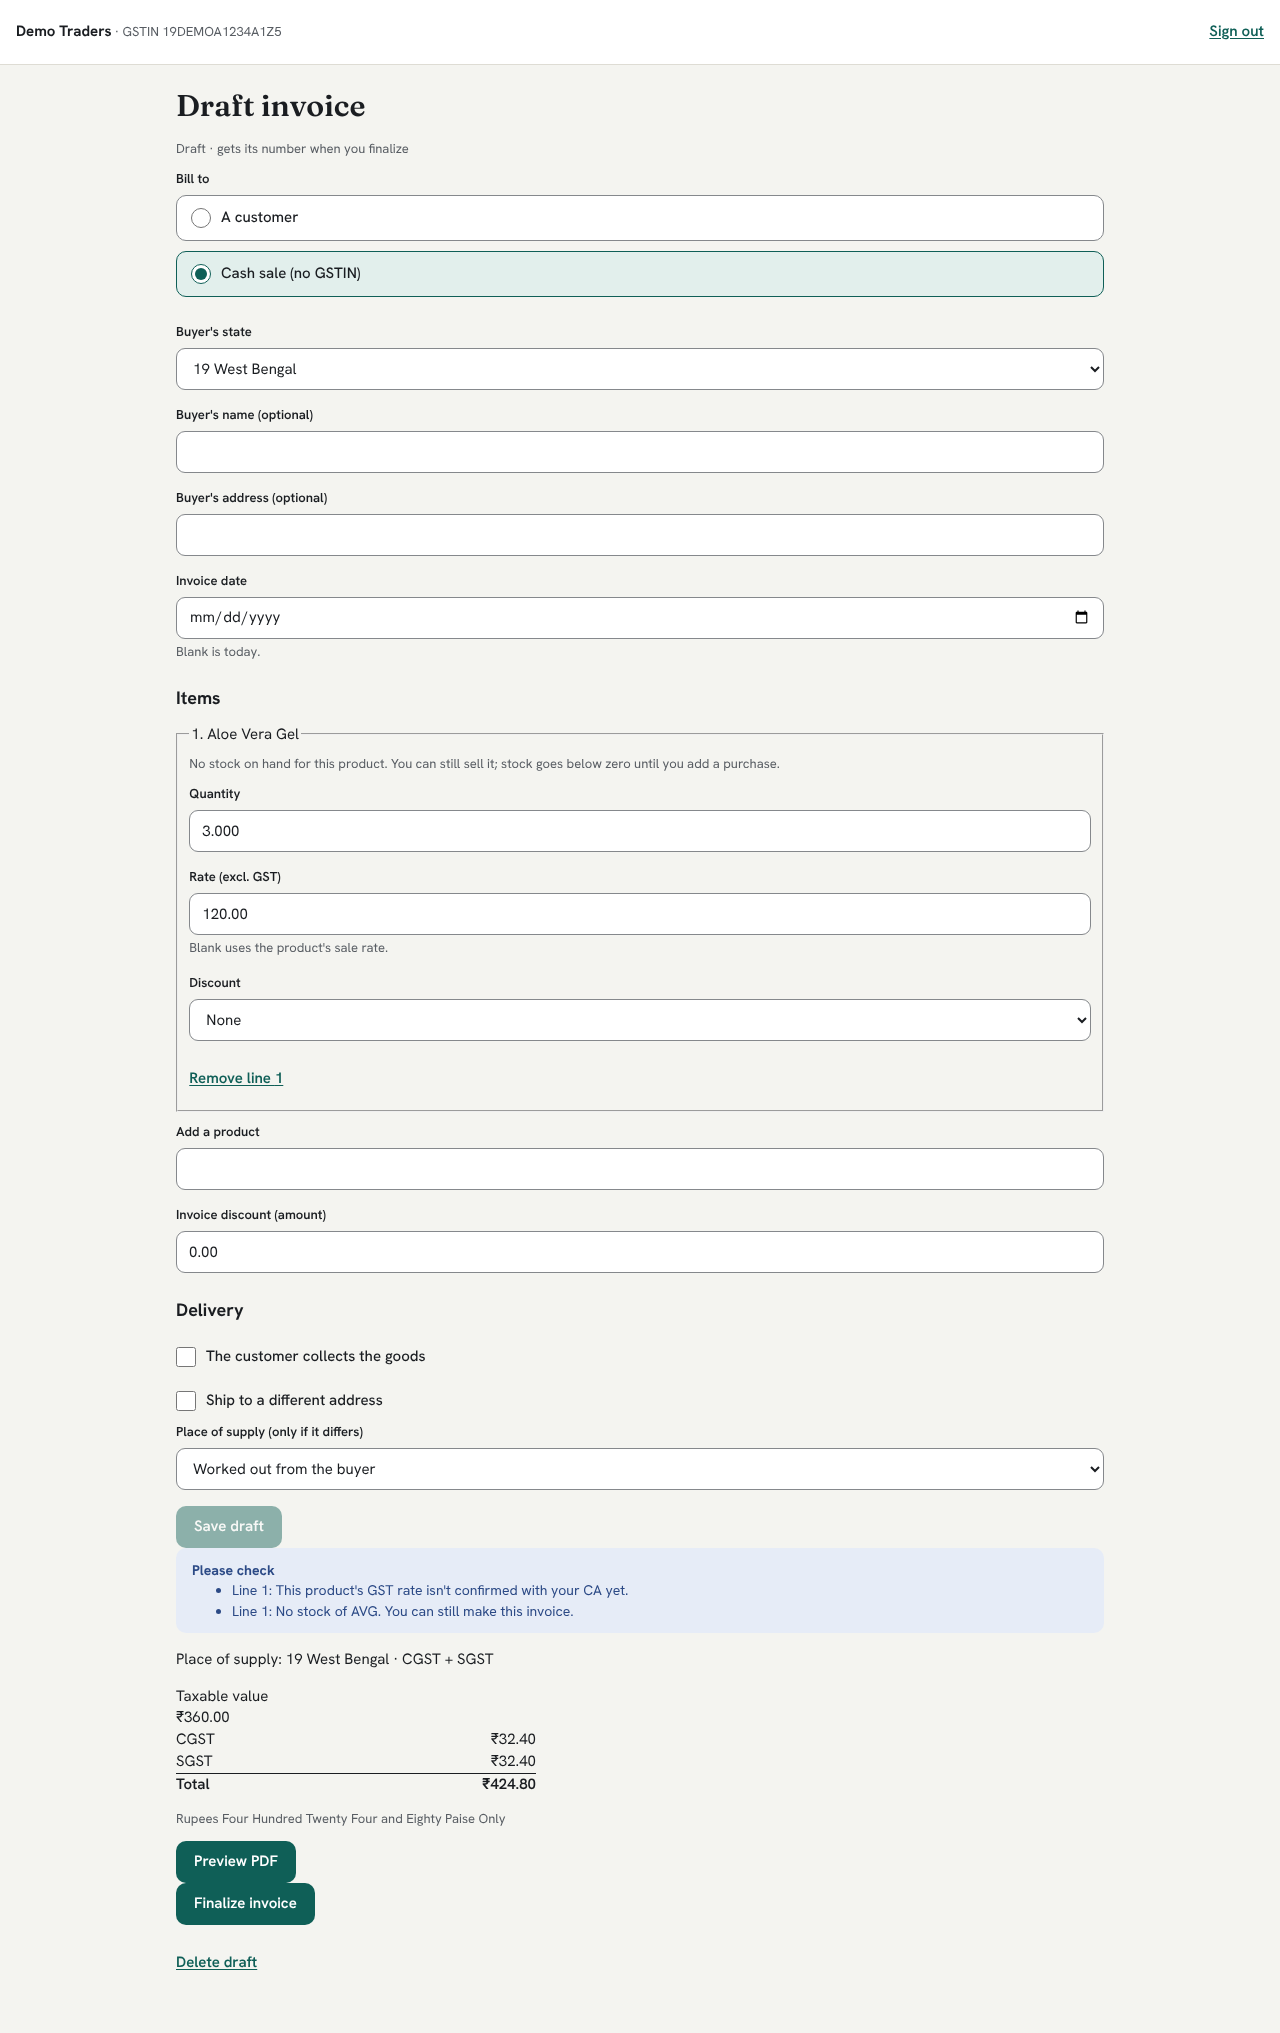 Demo Traders · GSTIN 19DEMOA1234A1Z5
Sign out
Draft invoice
Draft · gets its number when you finalize
Bill to
A customer
Cash sale (no GSTIN)
Buyer's state
19 West Bengal
Buyer's name (optional)
Buyer's address (optional)
Invoice date
mm/dd/yyyy
Blank is today.
Items
1. Aloe Vera Gel
No stock on hand for this product. You can still sell it; stock goes below zero until you add a purchase.
Quantity
3.000
Rate (excl. GST)
120.00
Blank uses the product's sale rate.
Discount
None
Remove line 1
Add a product
Invoice discount (amount)
0.00
Delivery
The customer collects the goods
Ship to a different address
Place of supply (only if it differs)
Worked out from the buyer
Save draft
Please check
• Line 1: This product's GST rate isn't confirmed with your CA yet.
• Line 1: No stock of AVG. You can still make this invoice.
Place of supply: 19 West Bengal · CGST + SGST
Taxable value
₹360.00
CGST ₹32.40
SGST ₹32.40
Total ₹424.80
Rupees Four Hundred Twenty Four and Eighty Paise Only
Preview PDF
Finalize invoice
Delete draft